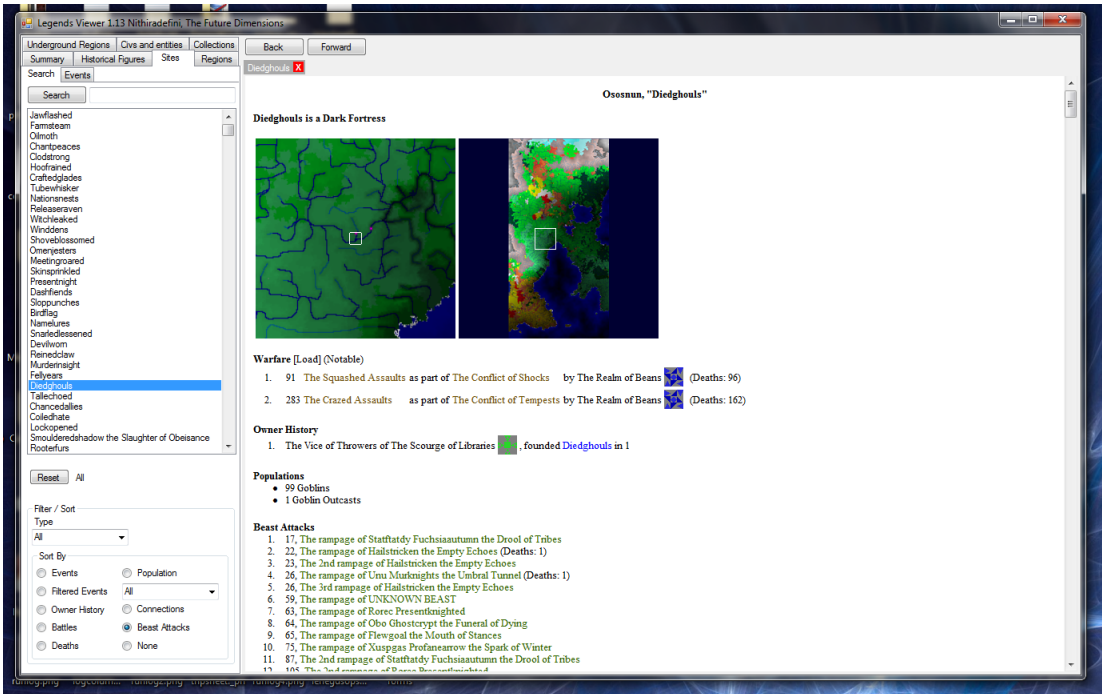 Legends Viewer 1.13 Nithiradefini, The Future Dimensions
Underground Regions Civs and entities Collections
Summary Historical Figures Sites Regions
Search Events
Search
Jawflashed
Farmsteam
Oilmoth
Chantpeaces
Clodstrong
Hoofrained
Craftedglades
Tubewhisker
Nationsnests
Releaseraven
Witchleaked
Winddens
Shoveblossomed
Omenjesters
Meetingroared
Skinsprinkled
Presentnight
Dashfiends
Sloppunches
Birdflag
Namelures
Snarledlessened
Devilworn
Reinedclaw
Murderinsight
Fellyears
Diedghouls
Tallechoed
Chancedallies
Coiledhate
Lockopened
Smoulderedshadow the Slaughter of Obeisance
Rooterfurs
Reset All
Filter / Sort
Type
All
Sort By
Events Population
Filtered Events All
Owner History Connections
Battles Beast Attacks
Deaths None
Back Forward
Diedghouls X
Ososnun, "Diedghouls"
Diedghouls is a Dark Fortress
Warfare [Load] (Notable)
1. 91 The Squashed Assaults as part of The Conflict of Shocks by The Realm of Beans (Deaths: 96)
2. 283 The Crazed Assaults as part of The Conflict of Tempests by The Realm of Beans (Deaths: 162)
Owner History
1. The Vice of Throwers of The Scourge of Libraries , founded Diedghouls in 1
Populations
• 99 Goblins
• 1 Goblin Outcasts
Beast Attacks
1. 17, The rampage of Statftatdy Fuchsiaautumn the Drool of Tribes
2. 22, The rampage of Hailstricken the Empty Echoes (Deaths: 1)
3. 23, The 2nd rampage of Hailstricken the Empty Echoes
4. 26, The rampage of Unu Murknights the Umbral Tunnel (Deaths: 1)
5. 26, The 3rd rampage of Hailstricken the Empty Echoes
6. 59, The rampage of UNKNOWN BEAST
7. 63, The rampage of Rorec Presentknighted
8. 64, The rampage of Obo Ghostcrypt the Funeral of Dying
9. 65, The rampage of Flewgoal the Mouth of Stances
10. 75, The rampage of Xuspgas Profanearrow the Spark of Winter
11. 87, The 2nd rampage of Statftatdy Fuchsiaautumn the Drool of Tribes
12. 105, The 2nd rampage of Rorec Presentknighted